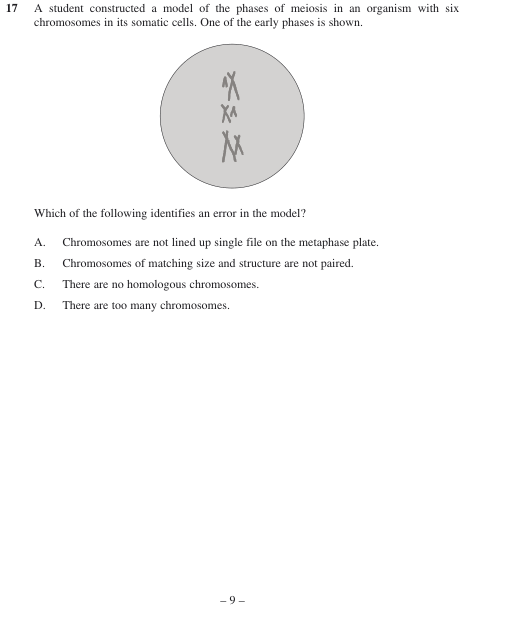 17 A student constructed a model of the phases of meiosis in an organism with six
chromosomes in its somatic cells. One of the early phases is shown.
Which of the following identifies an error in the model?
A. Chromosomes are not lined up single file on the metaphase plate.
B. Chromosomes of matching size and structure are not paired.
C. There are no homologous chromosomes.
D. There are too many chromosomes.
– 9 –